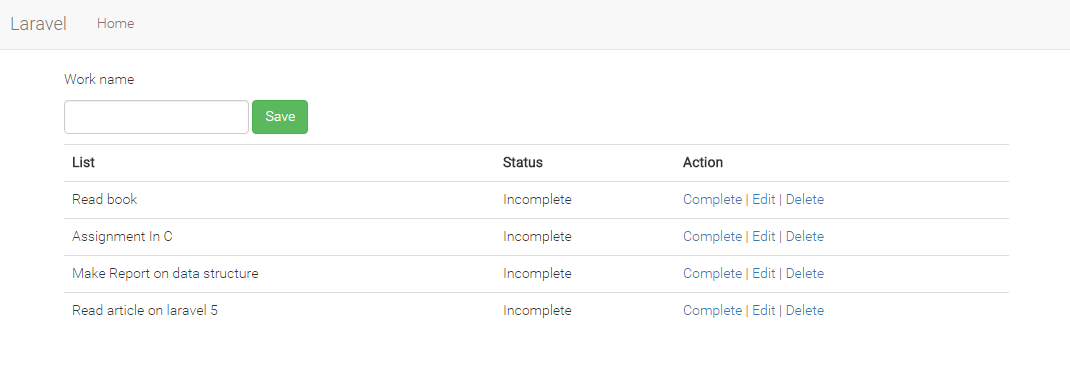 Laravel Home
Work name
Save
List Status Action
Read book Incomplete Complete | Edit | Delete
Assignment In C Incomplete Complete | Edit | Delete
Make Report on data structure Incomplete Complete | Edit | Delete
Read article on laravel 5 Incomplete Complete | Edit | Delete